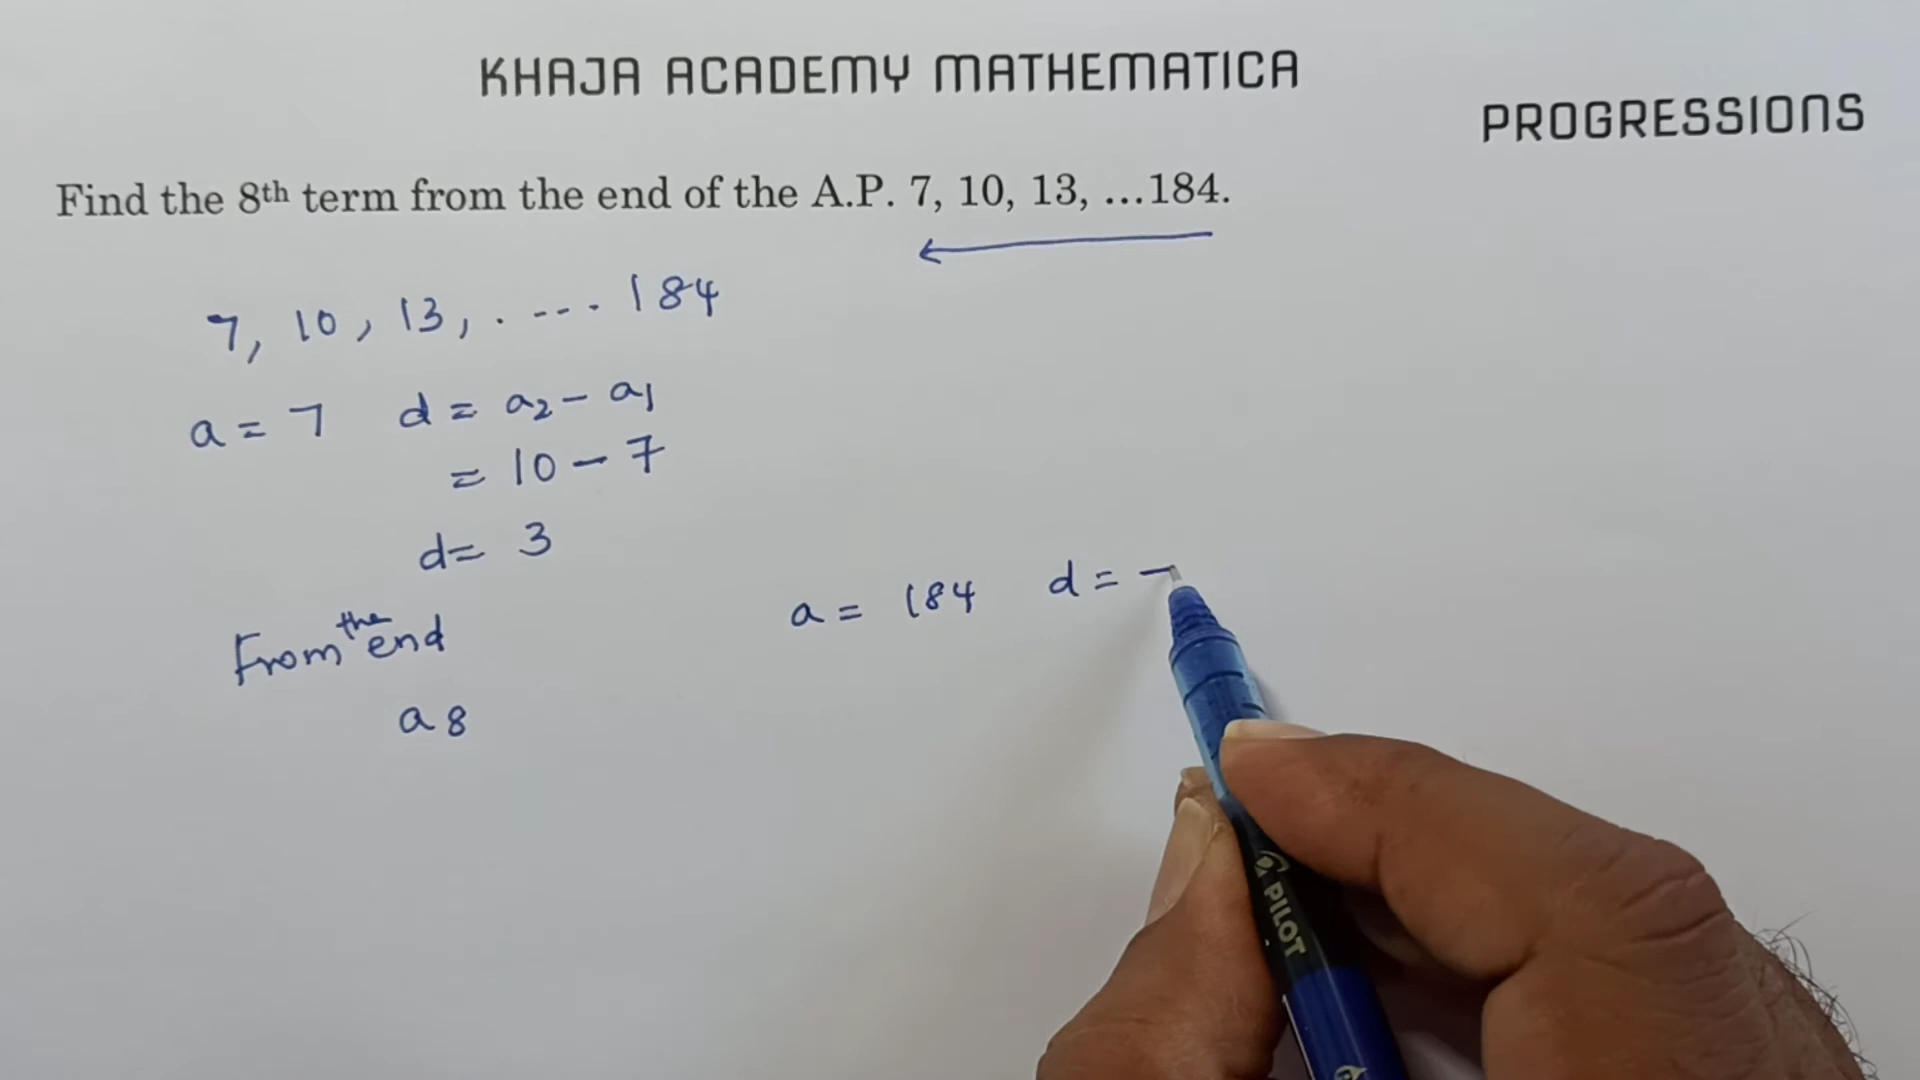 KHAJA ACADEMY MATHEMATICA
PROGRESSIONS
Find the 8th term from the end of the A.P. 7, 10, 13, ...184.
7, 10, 13, . --- . 184
a = 7 d = a2 - a1
= 10 - 7
d = 3
From the end
a8
a = 184 d = -
PILOT